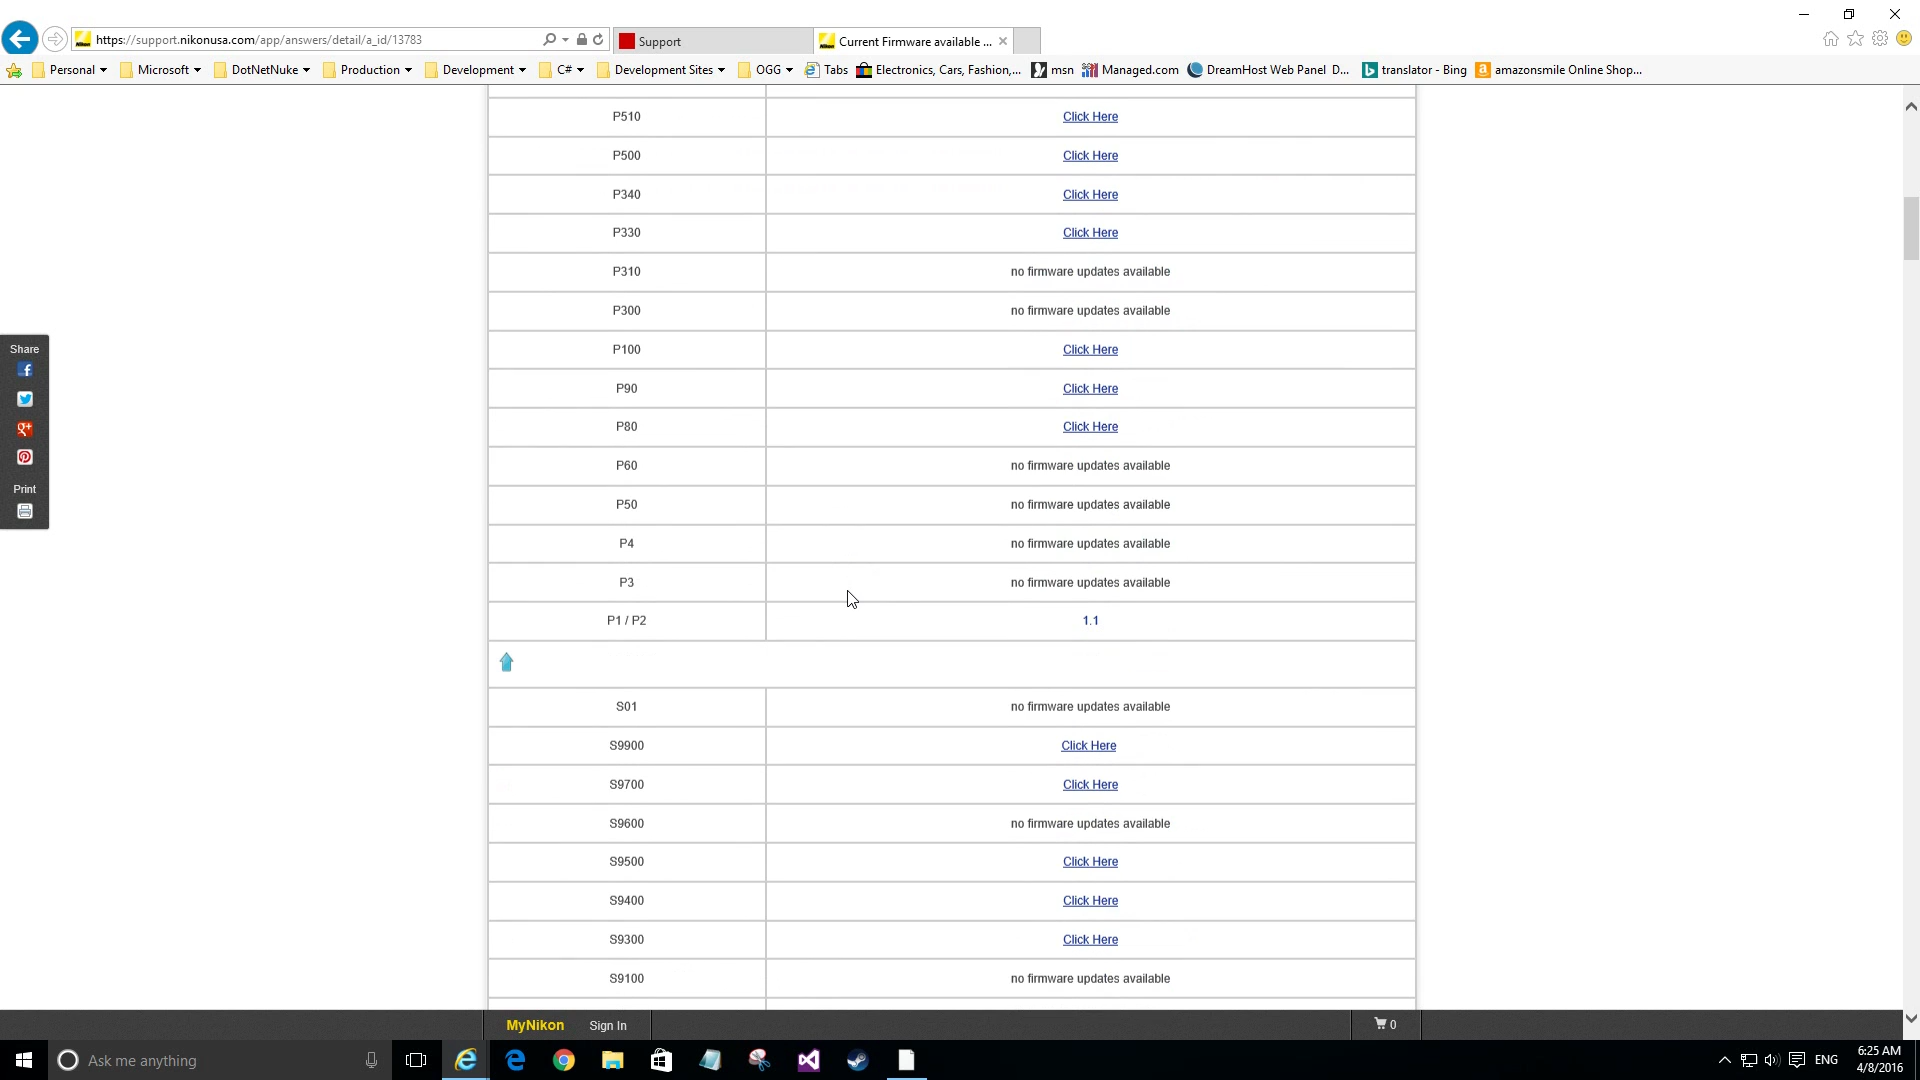 https://support.nikonusa.com/app/answers/detail/a_id/13783
Support
Current Firmware available ...
Personal
Microsoft
DotNetNuke
Production
Development
C#
Development Sites
OGG
Tabs
Electronics, Cars, Fashion,...
msn
Managed.com
DreamHost Web Panel D...
translator - Bing
amazonsmile Online Shop...
P510 Click Here
P500 Click Here
P340 Click Here
P330 Click Here
P310 no firmware updates available
P300 no firmware updates available
P100 Click Here
P90 Click Here
P80 Click Here
P60 no firmware updates available
P50 no firmware updates available
P4 no firmware updates available
P3 no firmware updates available
P1 / P2 1.1
S01 no firmware updates available
S9900 Click Here
S9700 Click Here
S9600 no firmware updates available
S9500 Click Here
S9400 Click Here
S9300 Click Here
S9100 no firmware updates available
Share
Print
MyNikon Sign In 0
Ask me anything
ENG
6:25 AM
4/8/2016